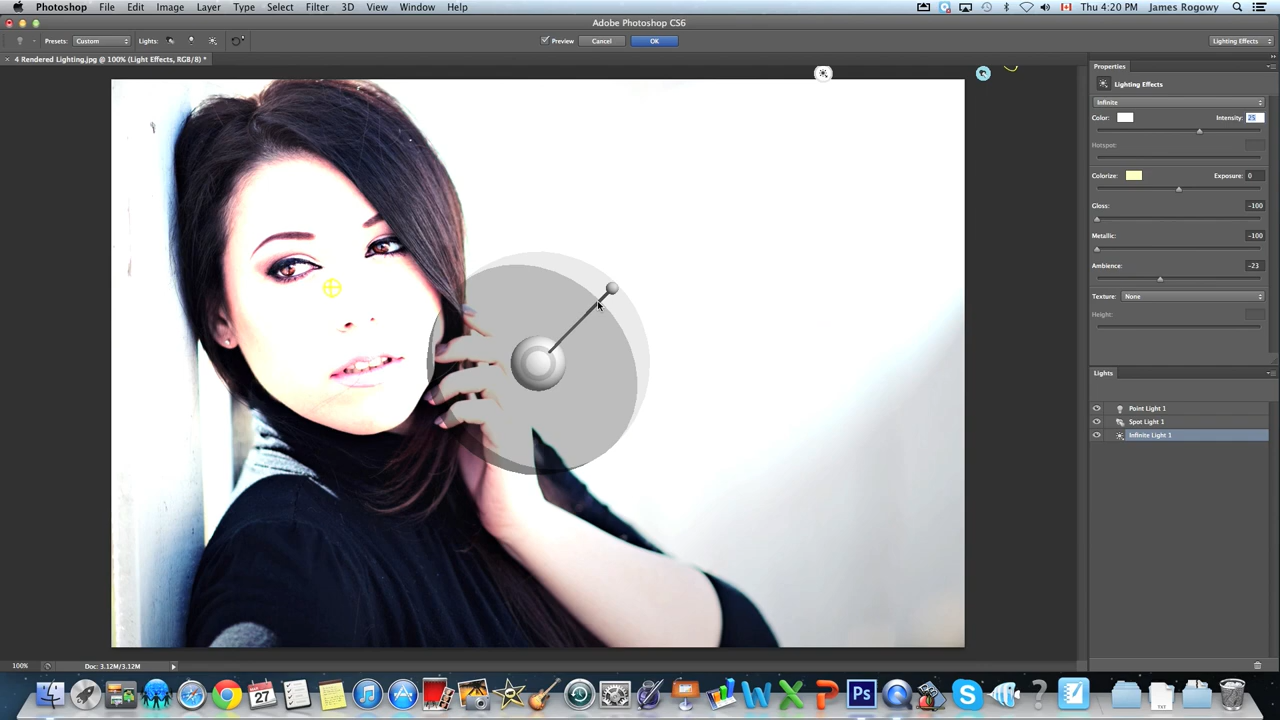 Photoshop File Edit Image Layer Type Select Filter 3D View Window Help Thu 4:20 PM James Rogowy
Adobe Photoshop CS6
Presets: Custom Lights: Preview Cancel OK Lighting Effects
× 4 Rendered Lighting.jpg @ 100% (Light Effects, RGB/8) *
Properties
Lighting Effects
Infinite
Color: Intensity: 25
Hotspot:
Colorize: Exposure: 0
Gloss: -100
Metallic: -100
Ambience: -23
Texture: None
Height:
Lights
Point Light 1
Spot Light 1
Infinite Light 1
100% Doc: 3.12M/3.12M
MAR
27
W X P Ps S ?
TXT